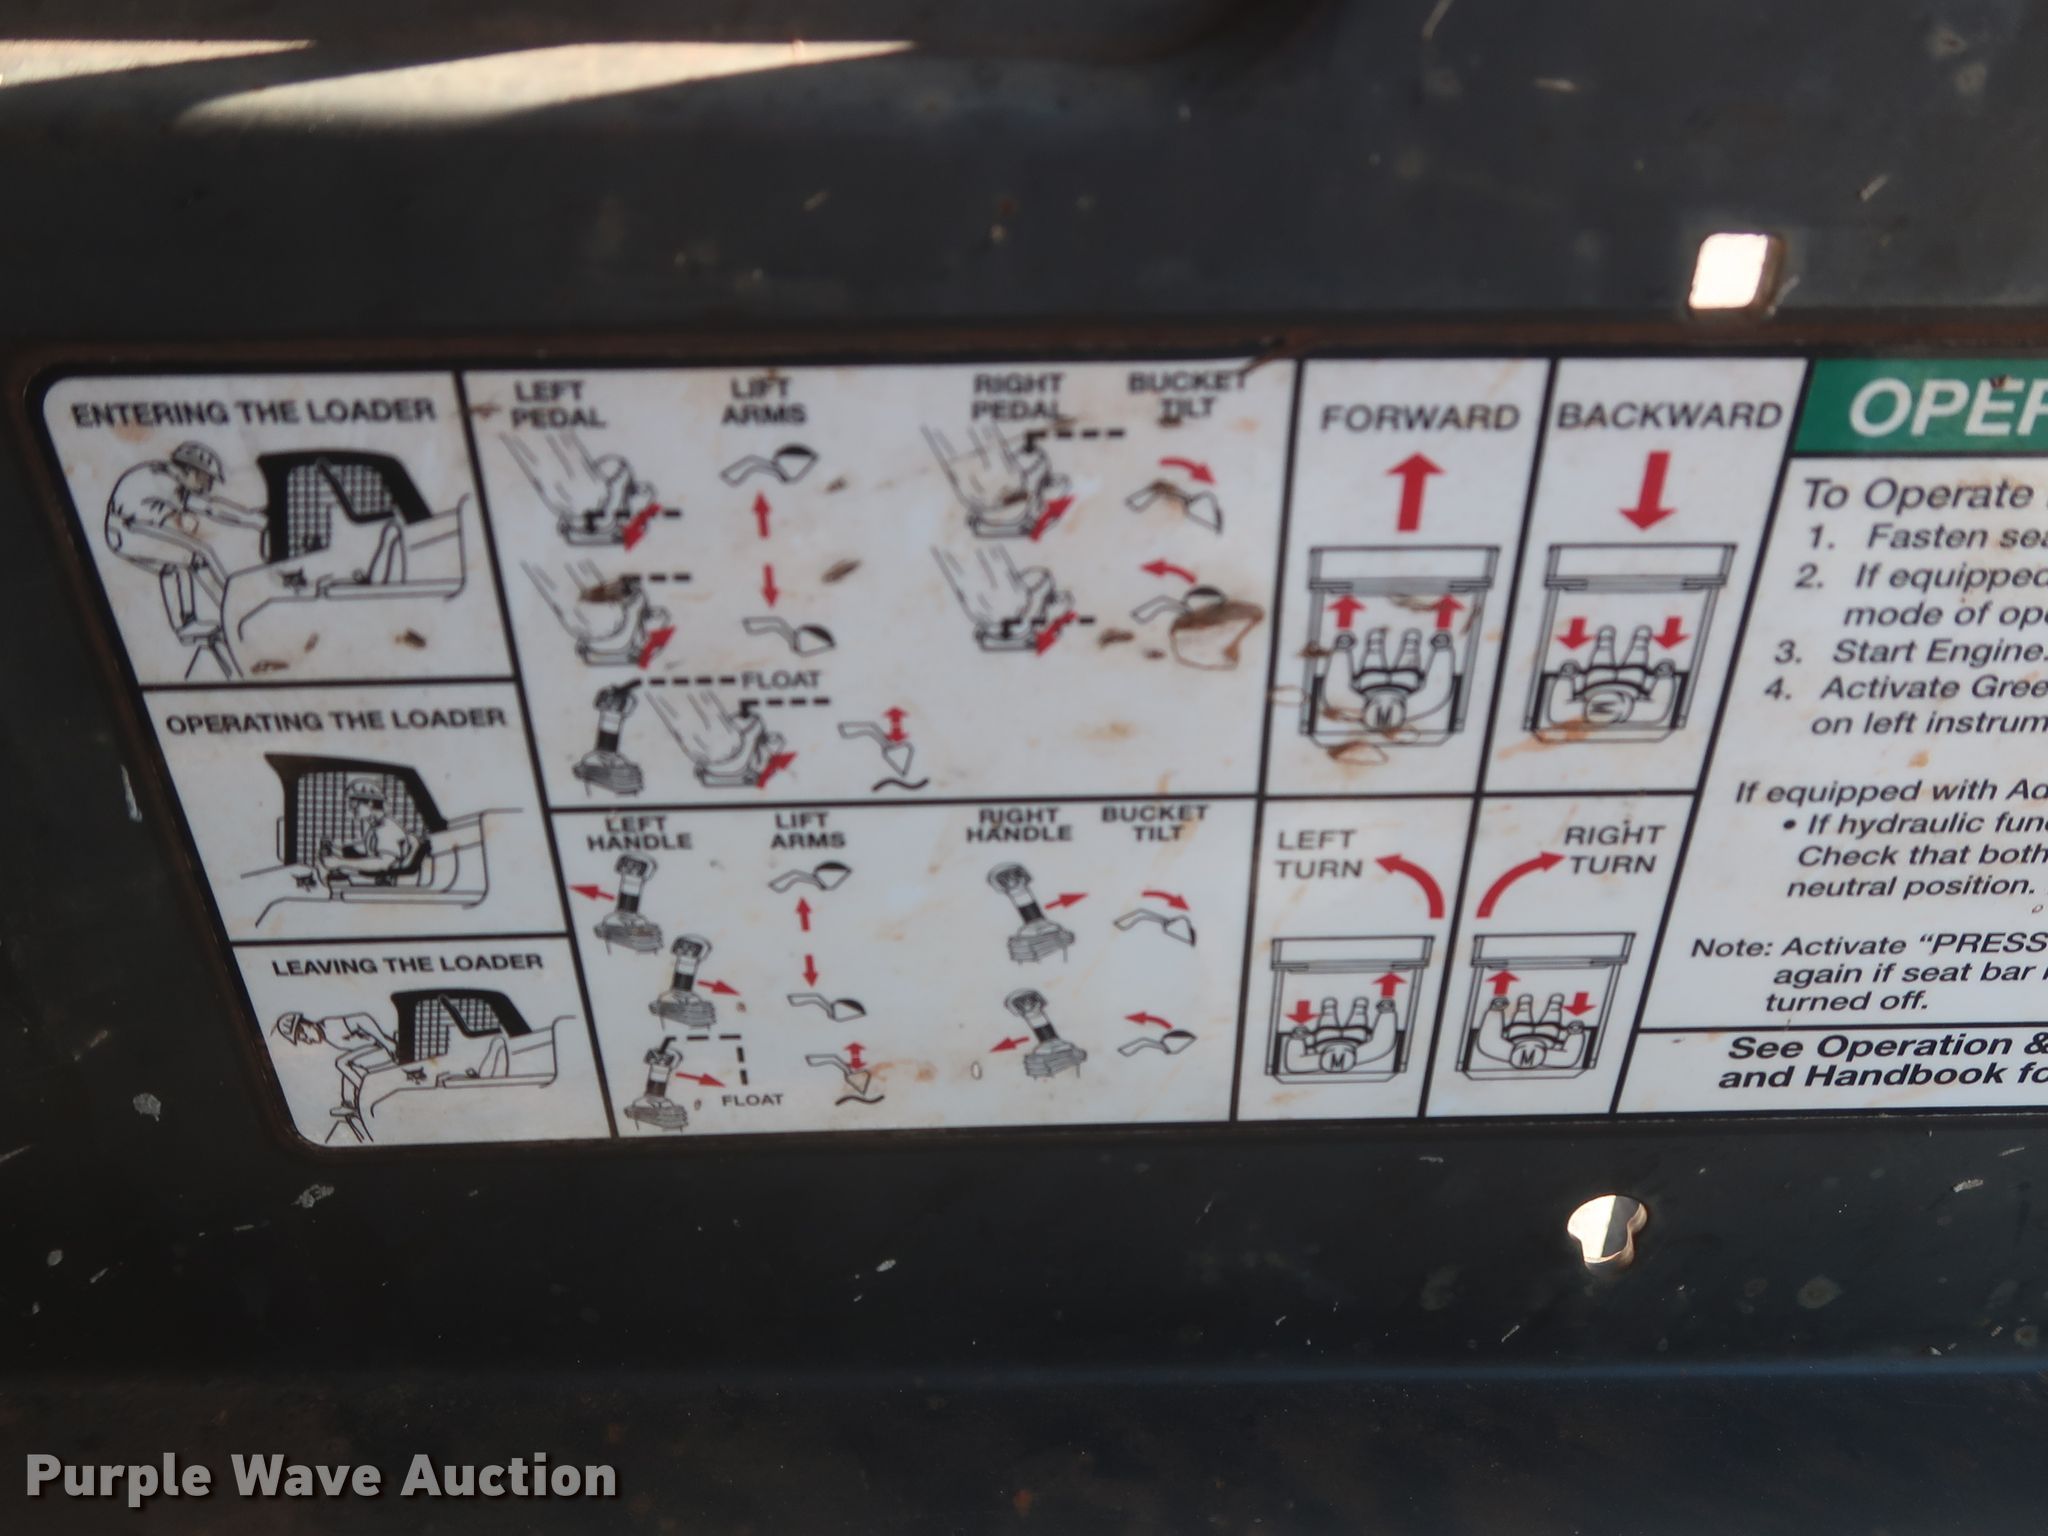 ENTERING THE LOADER
OPERATING THE LOADER
LEAVING THE LOADER
LEFT
PEDAL
LIFT
ARMS
RIGHT
PEDAL
BUCKET
TILT
FLOAT
LEFT
HANDLE
LIFT
ARMS
RIGHT
HANDLE
BUCKET
TILT
FLOAT
FORWARD
M
BACKWARD
M
LEFT
TURN
M
RIGHT
TURN
M
OPER
To Operate
1. Fasten sea
2. If equipped
mode of ope
3. Start Engine.
4. Activate Gree
on left instrum
If equipped with Ad
• If hydraulic func
Check that both
neutral position.
Note: Activate “PRESS
again if seat bar
turned off.
See Operation &
and Handbook fo
Purple Wave Auction